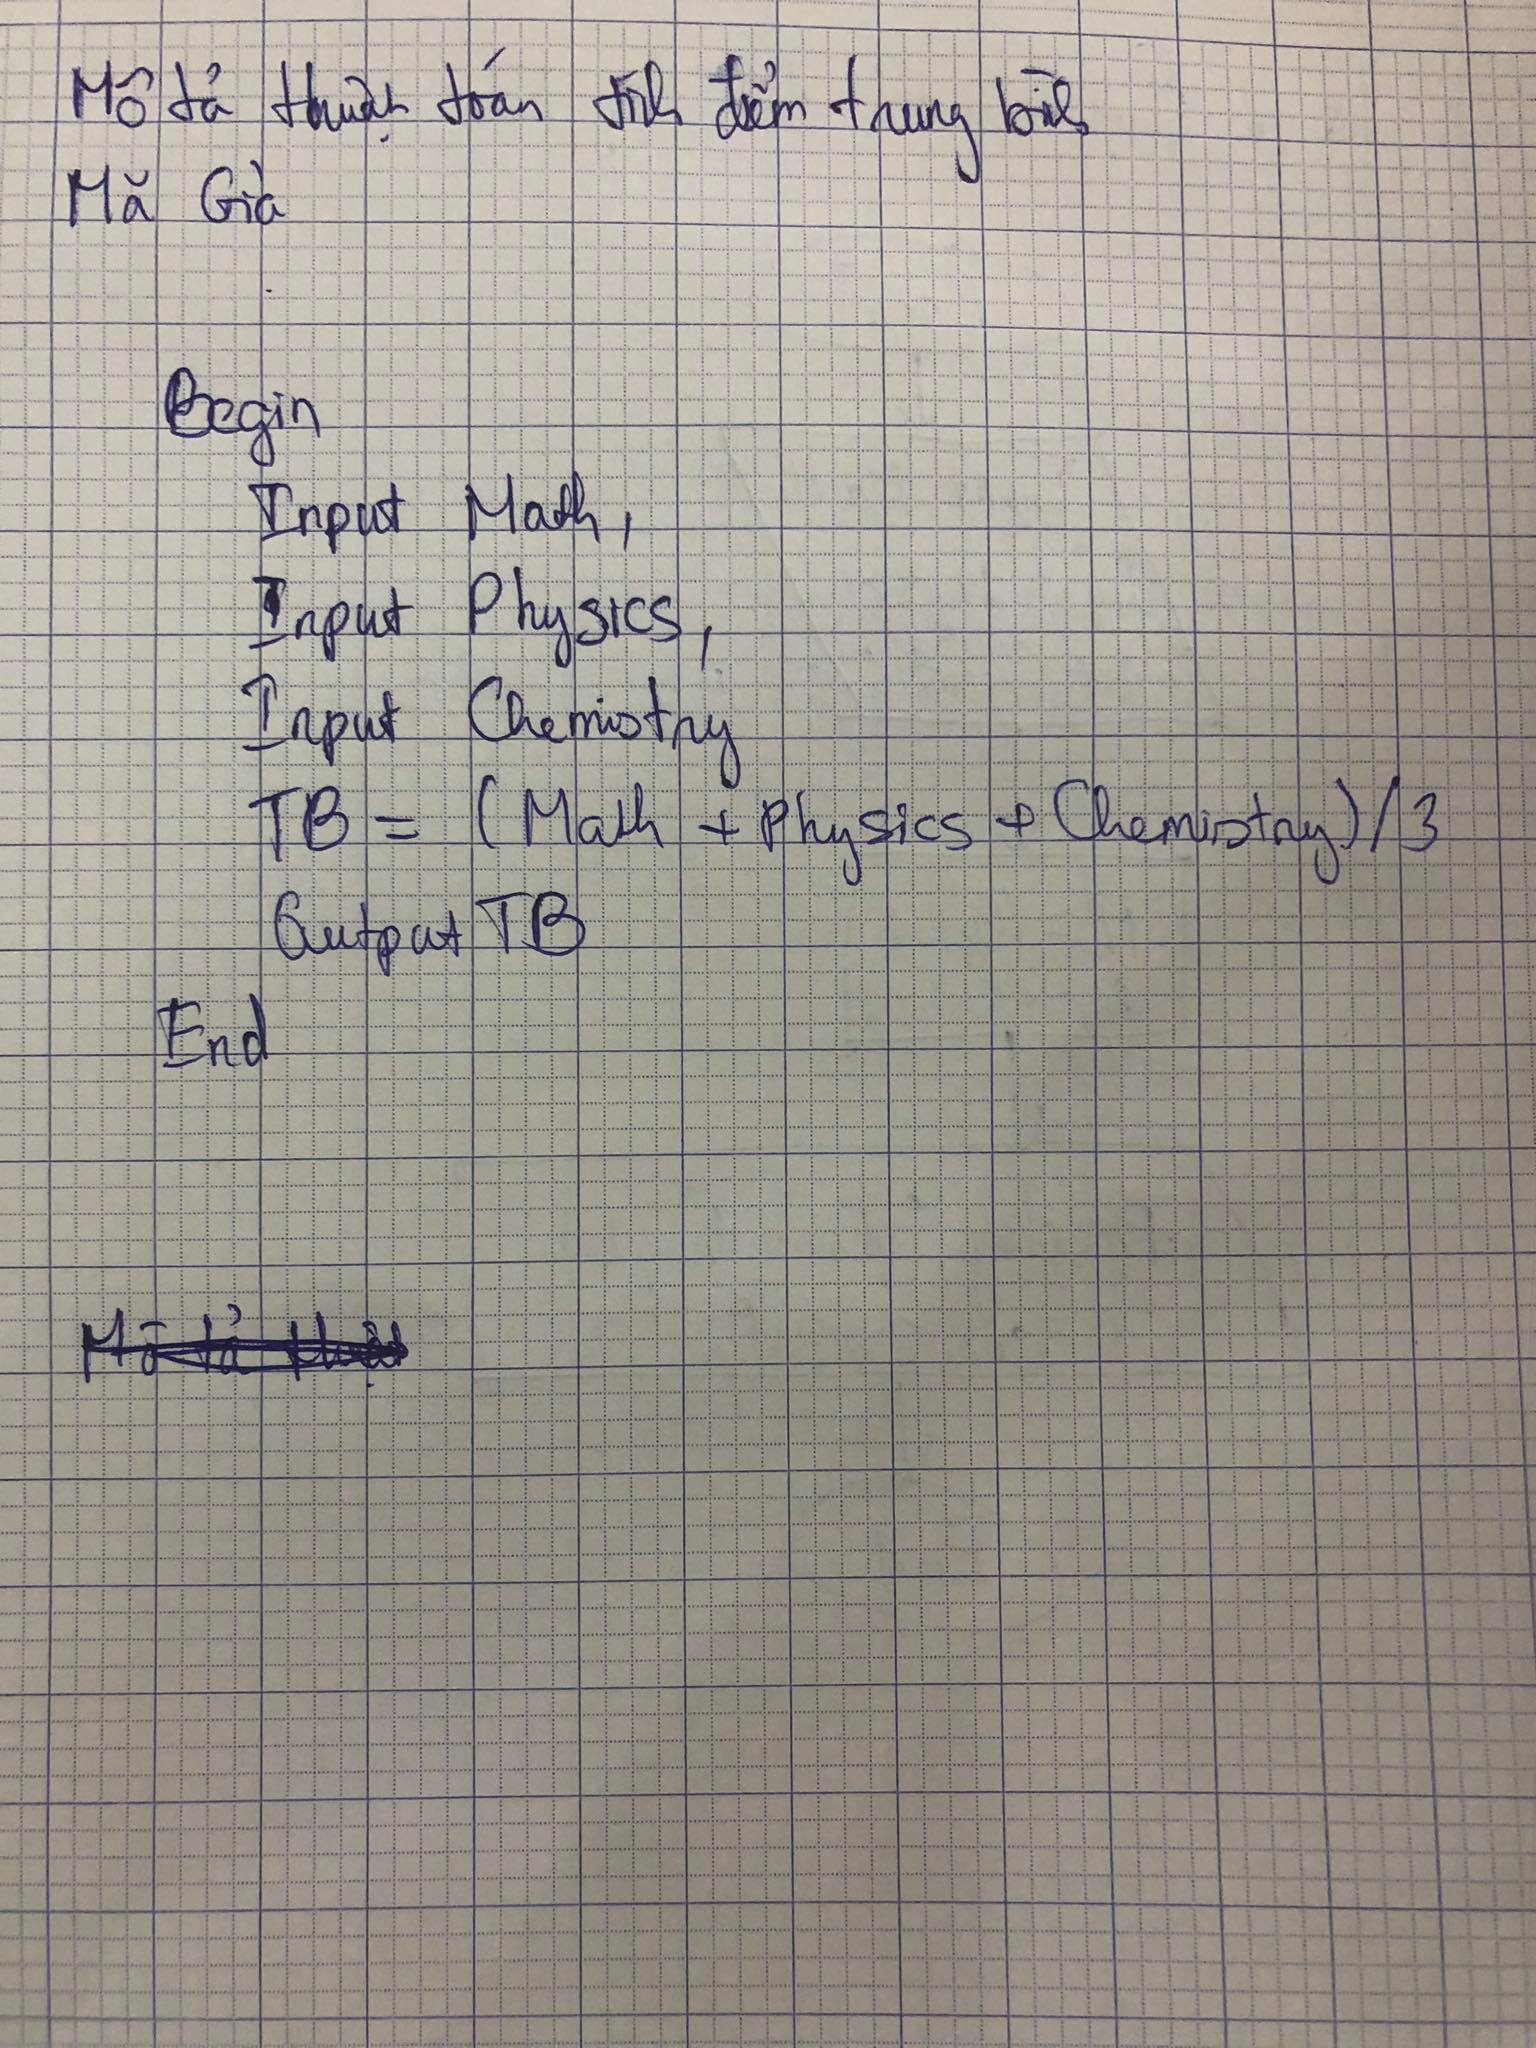 Mô tả thuật toán tính điểm trung bình
Mã Giả
Begin
Input Math,
Input Physics,
Input Chemistry
TB = (Math + Physics + Chemistry) / 3
Output TB
End
Mô tả thuật